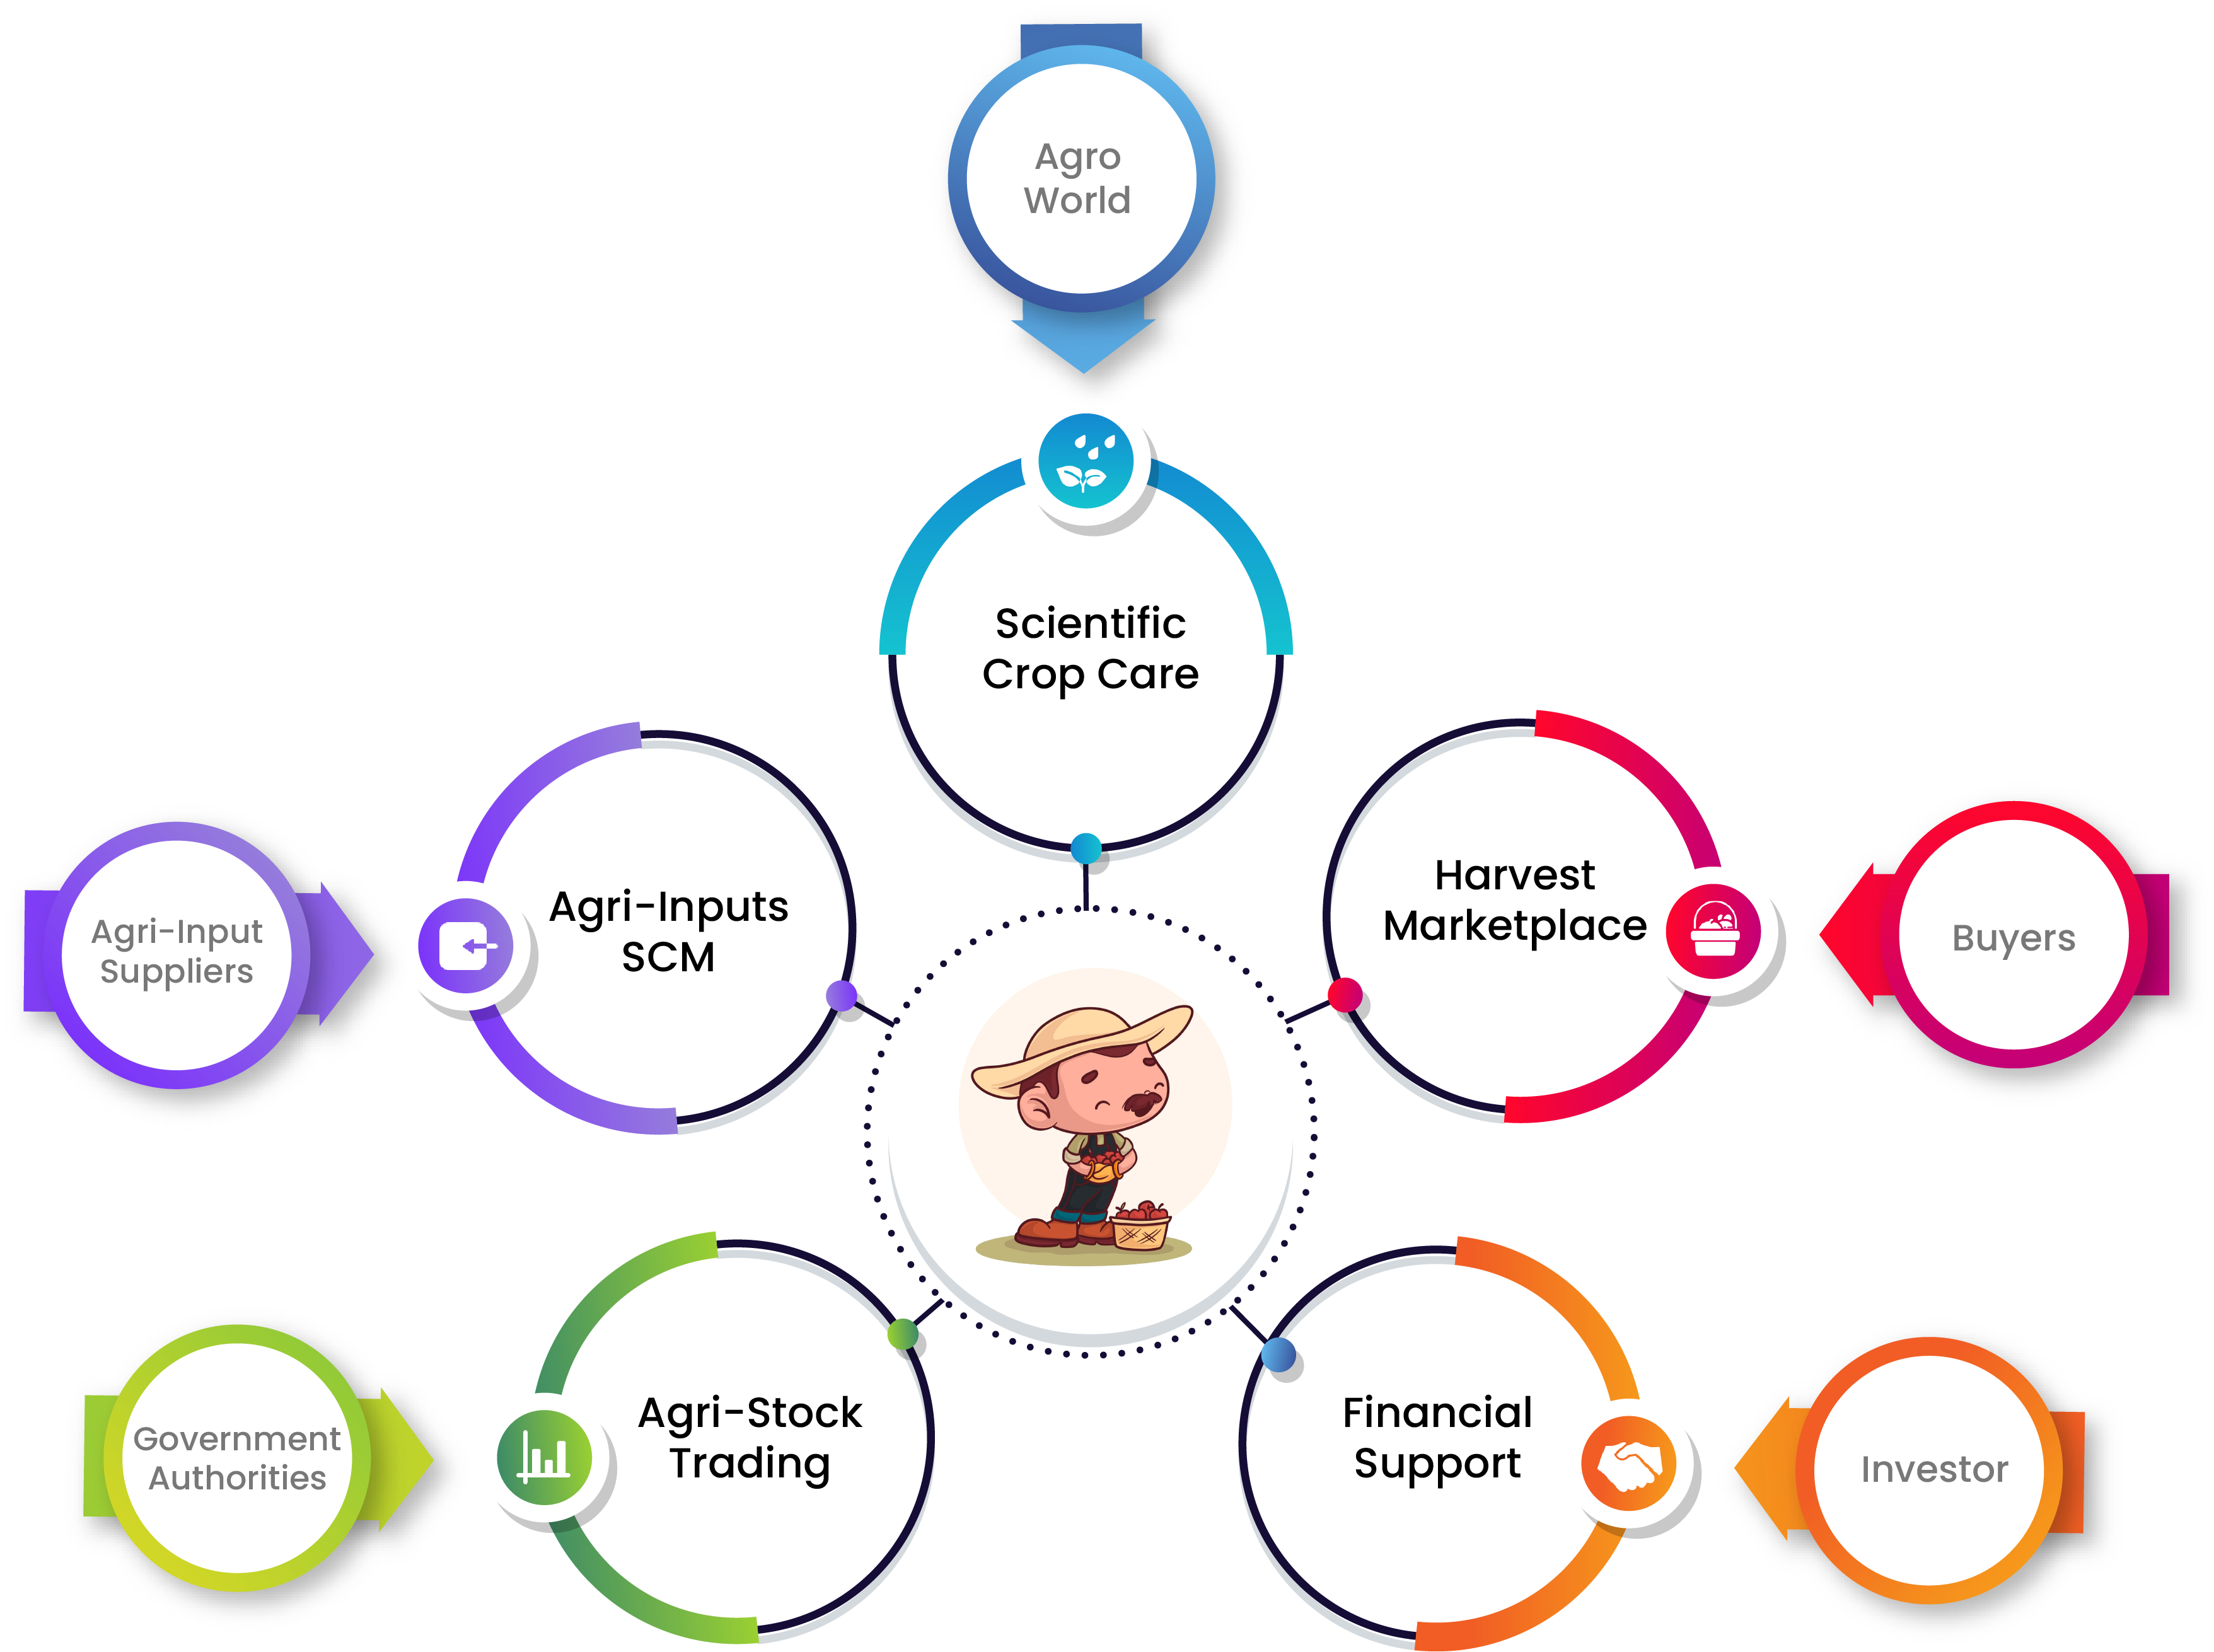 Agro
World
Scientific
Crop Care
Agri-Inputs
SCM
Harvest
Marketplace
Agri-Input
Suppliers
Buyers
Agri-Stock
Trading
Financial
Support
Government
Authorities
Investor